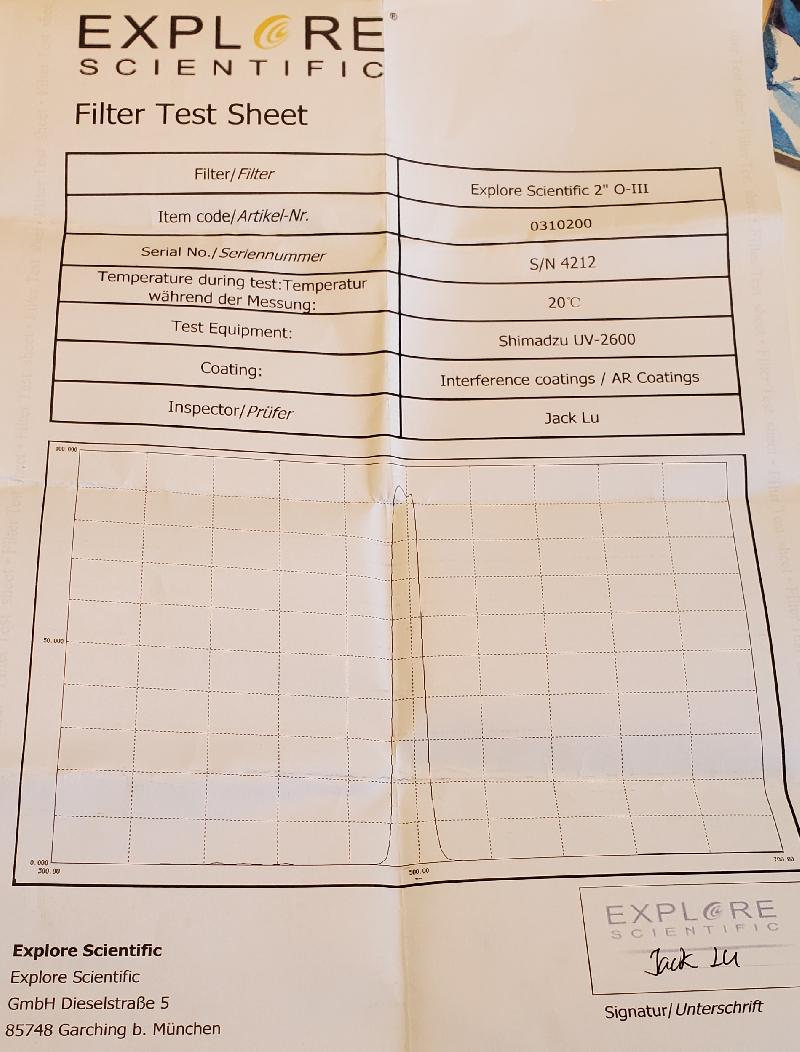 EXPLORE®
SCIENTIFIC
Filter Test Sheet
Filter/Filter
Explore Scientific 2" O-III
Item code/Artikel-Nr.
0310200
Serial No./Seriennummer
S/N 4212
Temperature during test:Temperatur
während der Messung:
20℃
Test Equipment:
Shimadzu UV-2600
Coating:
Interference coatings / AR Coatings
Inspector/Prüfer
Jack Lu
100.000
50.000
0.000
300.00
500.00
700.00
EXPLORE
SCIENTIFIC
Jack Lu
Signatur/Unterschrift
Explore Scientific
Explore Scientific
GmbH Dieselstraße 5
85748 Garching b. München